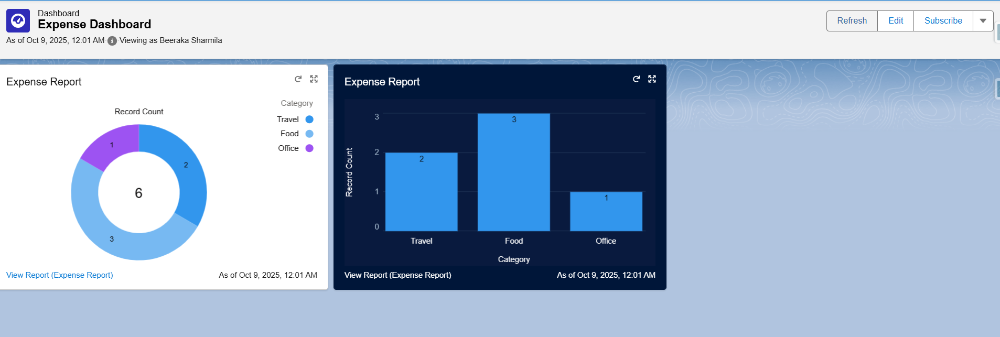 Dashboard
Expense Dashboard
As of Oct 9, 2025, 12:01 AM·Viewing as Beeraka Sharmila
Refresh
Edit
Subscribe
Expense Report
Category
Travel
Food
Office
Record Count
1
2
6
3
View Report (Expense Report)
As of Oct 9, 2025, 12:01 AM
Expense Report
Record Count
3
2
1
0
2
3
1
Travel
Food
Office
Category
View Report (Expense Report)
As of Oct 9, 2025, 12:01 AM